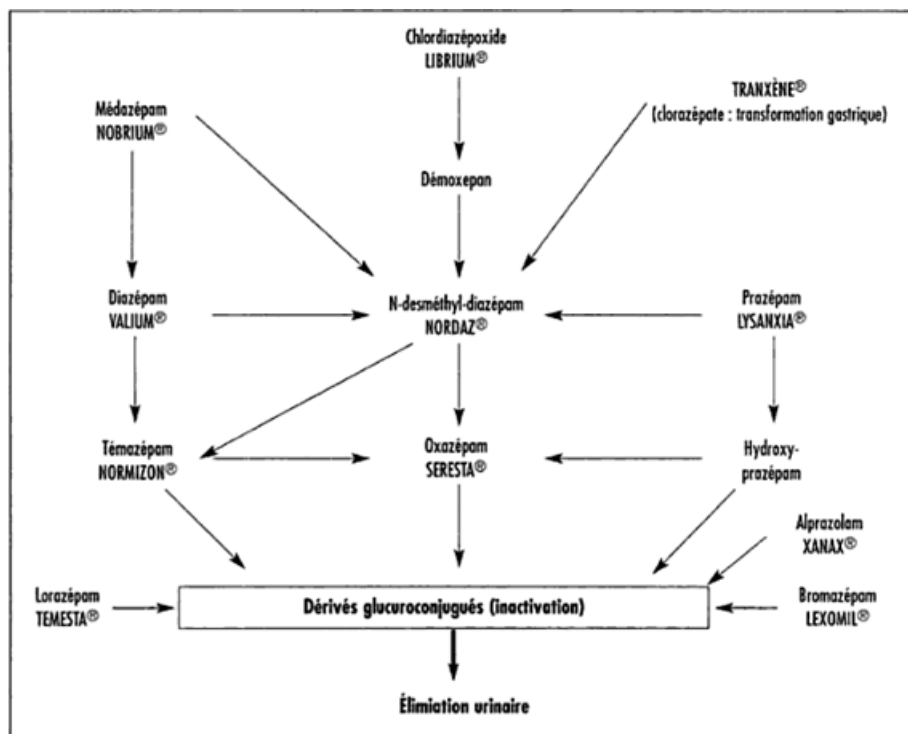 Chlordiazépoxide
LIBRIUM®
TRANXÈNE®
(clorazépate : transformation gastrique)
Médazépam
NOBRIUM®
Démoxepan
Diazépam
VALIUM®
N-desméthyl-diazépam
NORDAZ®
Prazépam
LYSANXIA®
Témazépam
NORMIZON®
Oxazépam
SERESTA®
Hydroxy-
prazépam
Alprazolam
XANAX®
Lorazépam
TEMESTA®
Dérivés glucuroconjugués (inactivation)
Bromazépam
LEXOMIL®
Élimiation urinaire